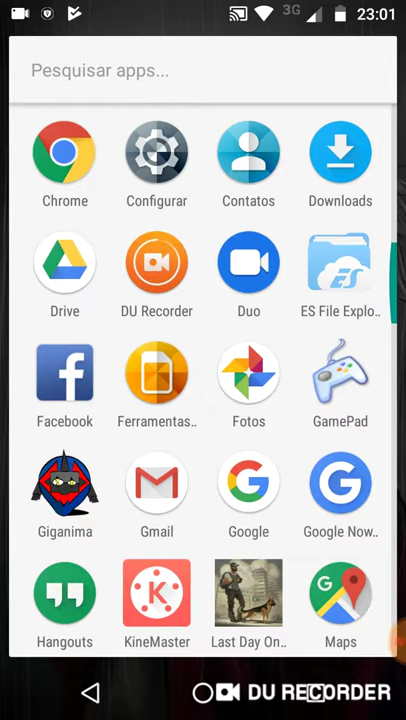 3G 23:01
Pesquisar apps...
Chrome Configurar Contatos Downloads
Drive DU Recorder Duo ES File Explo..
Facebook Ferramentas.. Fotos GamePad
Giganima Gmail Google Google Now..
Hangouts KineMaster Last Day On.. Maps
DU RECORDER